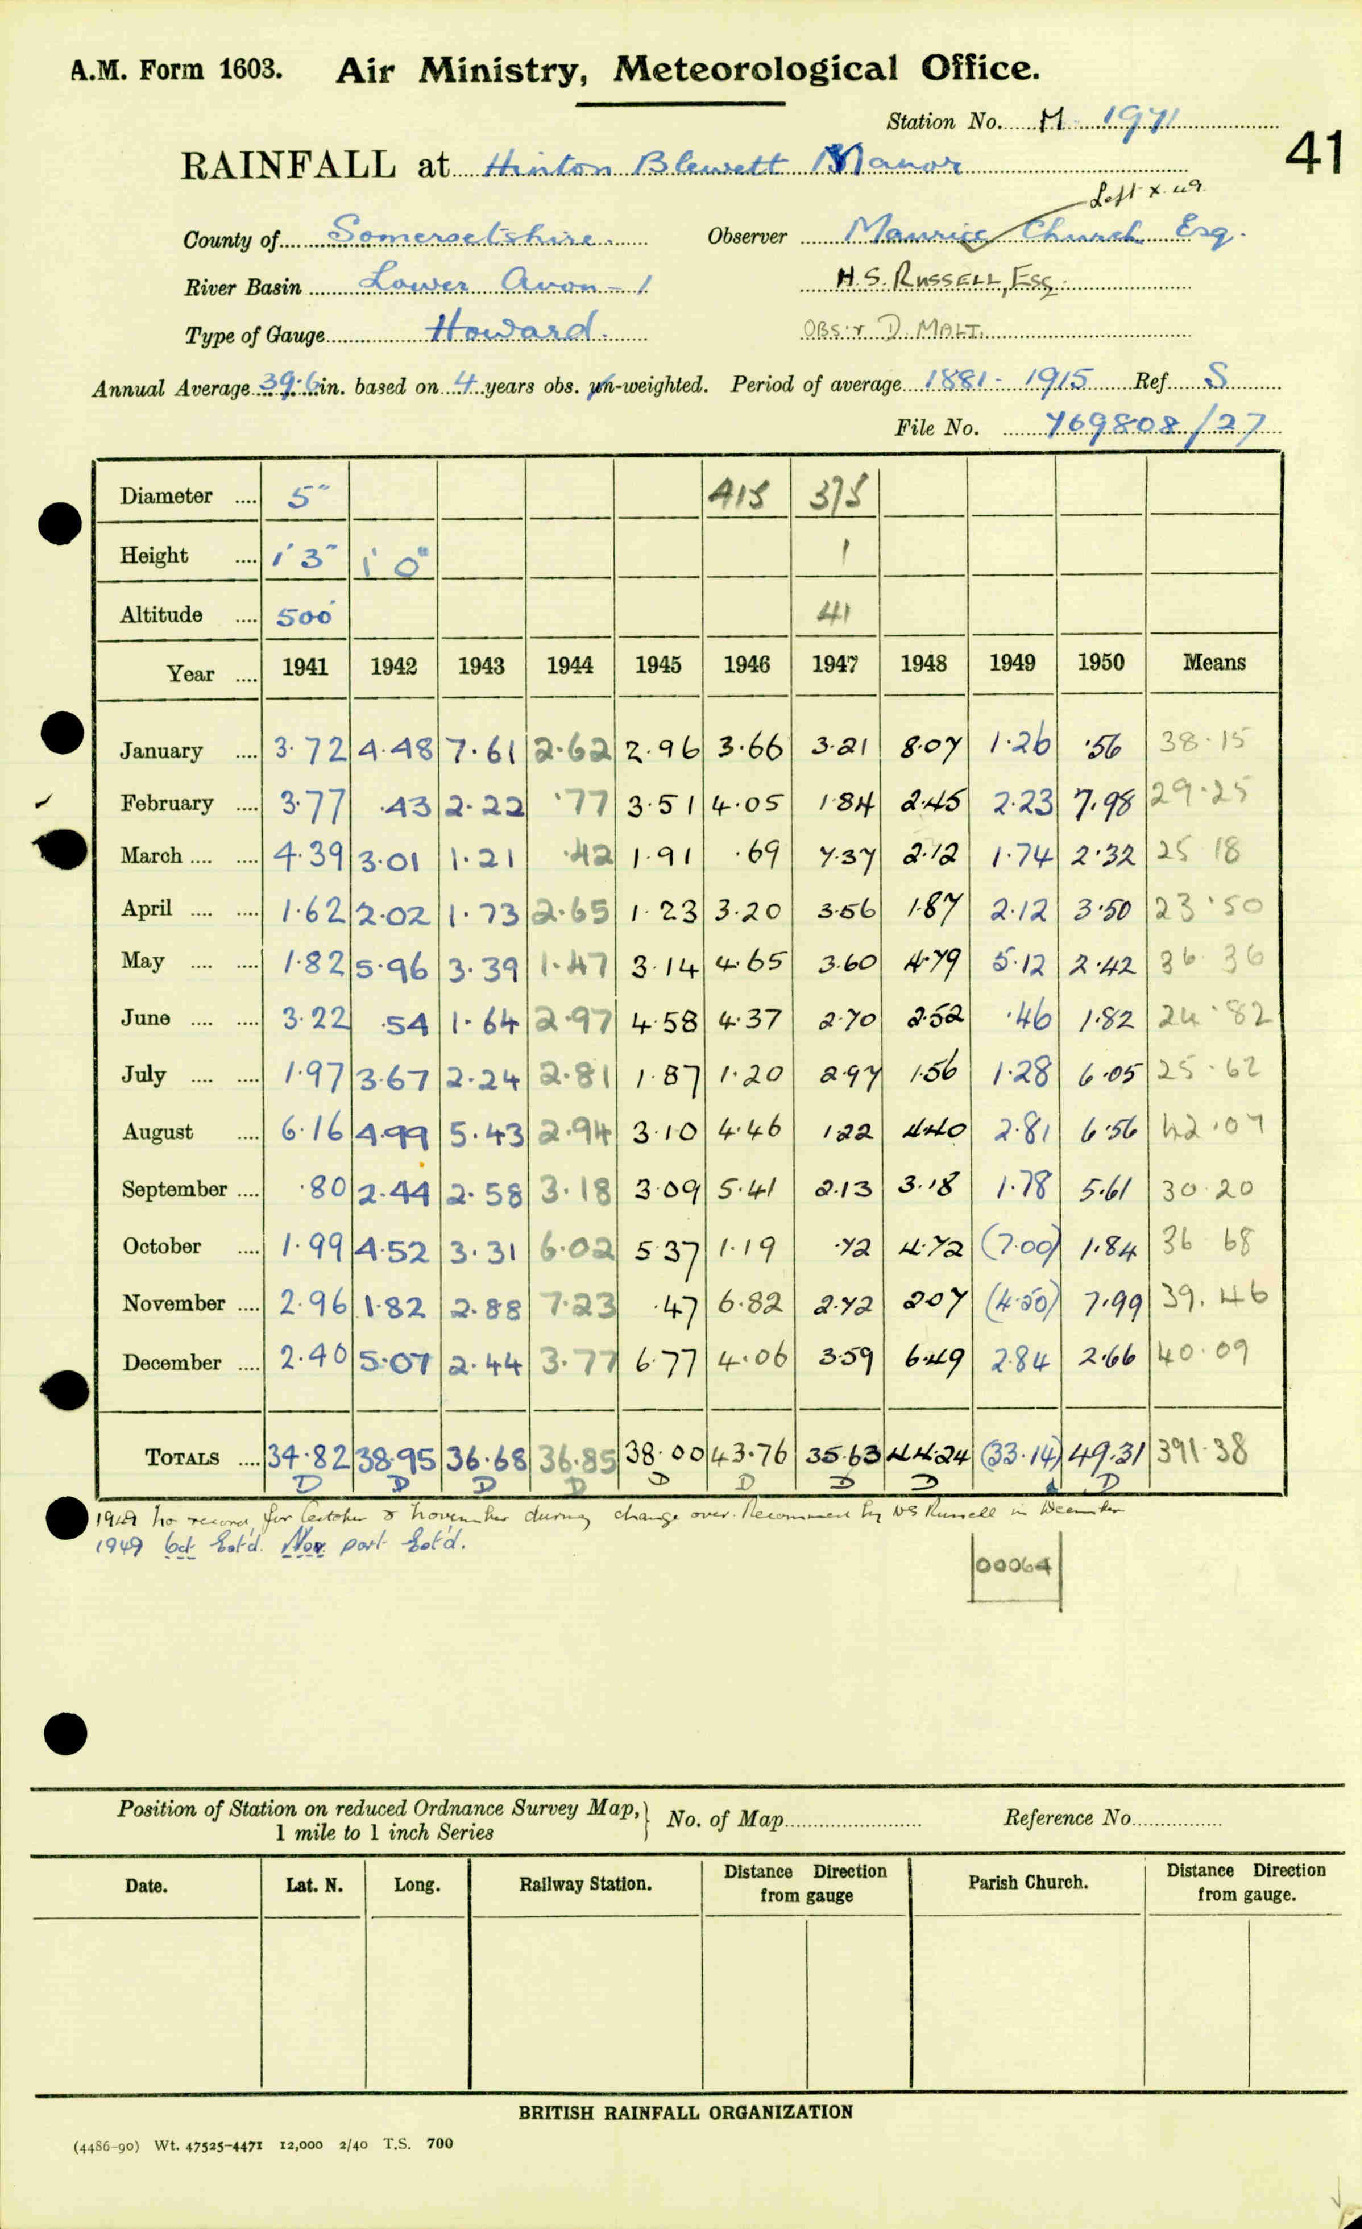 A.M. Form 1603. Air Ministry, Meteorological Office.
Station No. M 1971
41
RAINFALL at Hinton Blewett Manor
Left x.49
County of Somersetshire. Observer Maurice Church Esq.
River Basin Lower Avon - 1 H.S. RUSSELL, ESQ.
Type of Gauge Howard. OBS:r D. MALT.
Annual Average 39.6 in. based on 4 years obs. un-weighted. Period of average 1881 - 1915 Ref. S
File No. 769808/27
Diameter .... 5" 415 375
Height .... 1' 3" 1' 0" 1
Altitude .... 500' 41
Year .... 1941 1942 1943 1944 1945 1946 1947 1948 1949 1950 Means
January .... 3.72 4.48 7.61 2.62 2.96 3.66 3.21 8.07 1.26 .56 38.15
February .... 3.77 .43 2.22 .77 3.51 4.05 1.84 2.45 2.23 7.98 29.25
March .... .... 4.39 3.01 1.21 .42 1.91 .69 7.37 2.12 1.74 2.32 25 18
April .... .... 1.62 2.02 1.73 2.65 1.23 3.20 3.56 1.87 2.12 3.50 23.50
May .... .... 1.82 5.96 3.39 1.47 3.14 4.65 3.60 4.79 5.12 2.42 36.36
June .... .... 3.22 .54 1.64 2.97 4.58 4.37 2.70 2.52 .46 1.82 24.82
July .... .... 1.97 3.67 2.24 2.81 1.87 1.20 2.97 1.56 1.28 6.05 25.62
August .... 6.16 4.99 5.43 2.94 3.10 4.46 1.22 4.40 2.81 6.56 42.07
September .... .80 2.44 2.58 3.18 3.09 5.41 2.13 3.18 1.78 5.61 30.20
October .... 1.99 4.52 3.31 6.02 5.37 1.19 .72 4.72 (7.00) 1.84 36 68
November .... 2.96 1.82 2.88 7.23 .47 6.82 2.72 2.07 (4.50) 7.99 39.46
December .... 2.40 5.07 2.44 3.77 6.77 4.06 3.59 6.49 2.84 2.66 40.09
TOTALS .... 34.82 38.95 36.68 36.85 38.00 43.76 35.63 44.24 (33.14) 49.31 391.38
D D D D D D D D D
1949 no record for October & November during change over. Recommenced by HS Russell in December
1949 Oct Est'd. Nov. part Est'd.
00064
Position of Station on reduced Ordnance Survey Map, 1 mile to 1 inch Series } No. of Map Reference No.
Date. Lat. N. Long. Railway Station. Distance Direction from gauge Parish Church. Distance Direction from gauge.
BRITISH RAINFALL ORGANIZATION
(4486-90) Wt. 47525-4471 12,000 2/40 T.S. 700